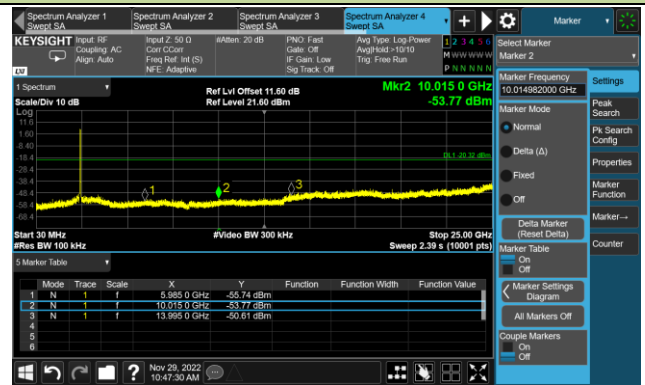 Spectrum Analyzer 1
Swept SA
Spectrum Analyzer 2
Swept SA
Spectrum Analyzer 3
Swept SA
Spectrum Analyzer 4
Swept SA
Marker
KEYSIGHT
Input: RF
Coupling: AC
Align: Auto
Input Z: 50 Ω
Corr CCorr
Freq Ref: Int (S)
NFE: Adaptive
#Atten: 20 dB
PNO: Fast
Gate: Off
IF Gain: Low
Sig Track: Off
Avg Type: Log-Power
Avg|Hold:>10/10
Trig: Free Run
1 2 3 4 5 6
M W W W W W
P N N N N N
LXI
1 Spectrum
Scale/Div 10 dB
Ref Lvl Offset 11.60 dB
Ref Level 21.60 dBm
Mkr2 10.015 0 GHz
-53.77 dBm
Log
11.6
1.60
-8.40
-18.4
-28.4
-38.4
-48.4
-58.4
-68.4
DL1 -20.32 dBm
1
2
3
Start 30 MHz
#Res BW 100 kHz
#Video BW 300 kHz
Stop 25.00 GHz
Sweep 2.39 s (10001 pts)
5 Marker Table
Mode Trace Scale X Y Function Function Width Function Value
1 N 1 f 5.985 0 GHz -55.74 dBm
2 N 1 f 10.015 0 GHz -53.77 dBm
3 N 1 f 13.995 0 GHz -50.61 dBm
4
5
6
Select Marker
Marker 2
Marker Frequency
10.014982000 GHz
Marker Mode
Normal
Delta (Δ)
Fixed
Off
Delta Marker
(Reset Delta)
Marker Table
On
Off
Marker Settings
Diagram
All Markers Off
Couple Markers
On
Off
Settings
Peak
Search
Pk Search
Config
Properties
Marker
Function
Marker→
Counter
Nov 29, 2022
10:47:30 AM